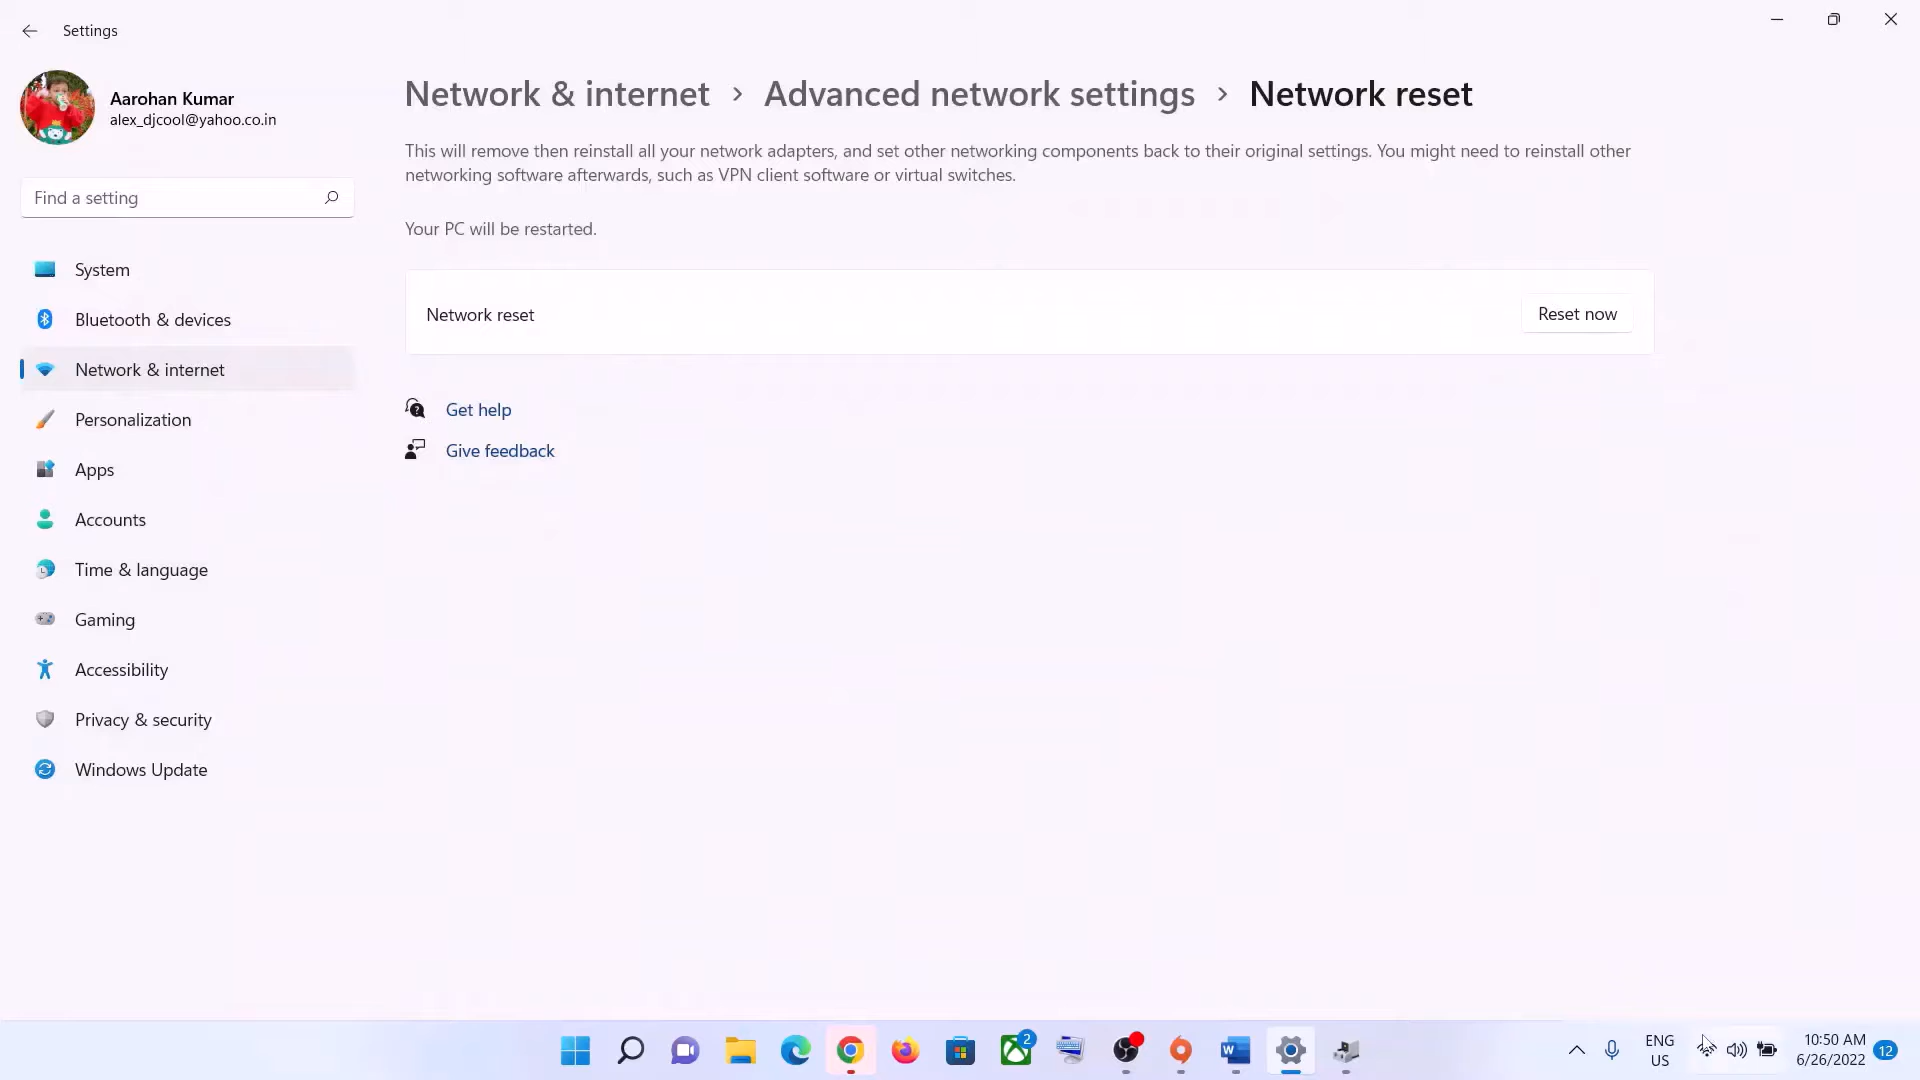 Settings
Aarohan Kumar
alex_djcool@yahoo.co.in
Find a setting
System
Bluetooth & devices
Network & internet
Personalization
Apps
Accounts
Time & language
Gaming
Accessibility
Privacy & security
Windows Update
Network & internet > Advanced network settings > Network reset
This will remove then reinstall all your network adapters, and set other networking components back to their original settings. You might need to reinstall other
networking software afterwards, such as VPN client software or virtual switches.
Your PC will be restarted.
Network reset
Reset now
Get help
Give feedback
2
W
ENG
US
10:50 AM
6/26/2022
12